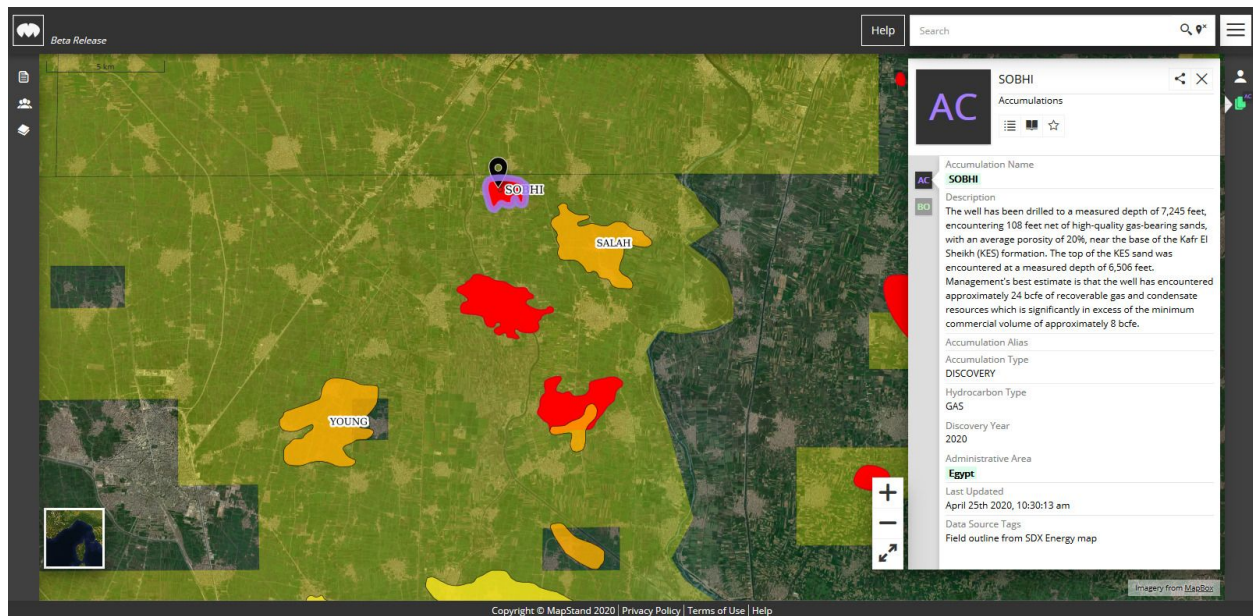 Beta Release
Help
Search
5 km
SOBHI
SALAH
YOUNG
AC
SOBHI
Accumulations
AC
BO
AC
Accumulation Name
SOBHI
Description
The well has been drilled to a measured depth of 7,245 feet,
encountering 108 feet net of high-quality gas-bearing sands,
with an average porosity of 20%, near the base of the Kafr El
Sheikh (KES) formation. The top of the KES sand was
encountered at a measured depth of 6,506 feet.
Management's best estimate is that the well has encountered
approximately 24 bcfe of recoverable gas and condensate
resources which is significantly in excess of the minimum
commercial volume of approximately 8 bcfe.
Accumulation Alias
Accumulation Type
DISCOVERY
Hydrocarbon Type
GAS
Discovery Year
2020
Administrative Area
Egypt
Last Updated
April 25th 2020, 10:30:13 am
Data Source Tags
Field outline from SDX Energy map
Imagery from MapBox
Copyright © MapStand 2020 | Privacy Policy | Terms of Use | Help